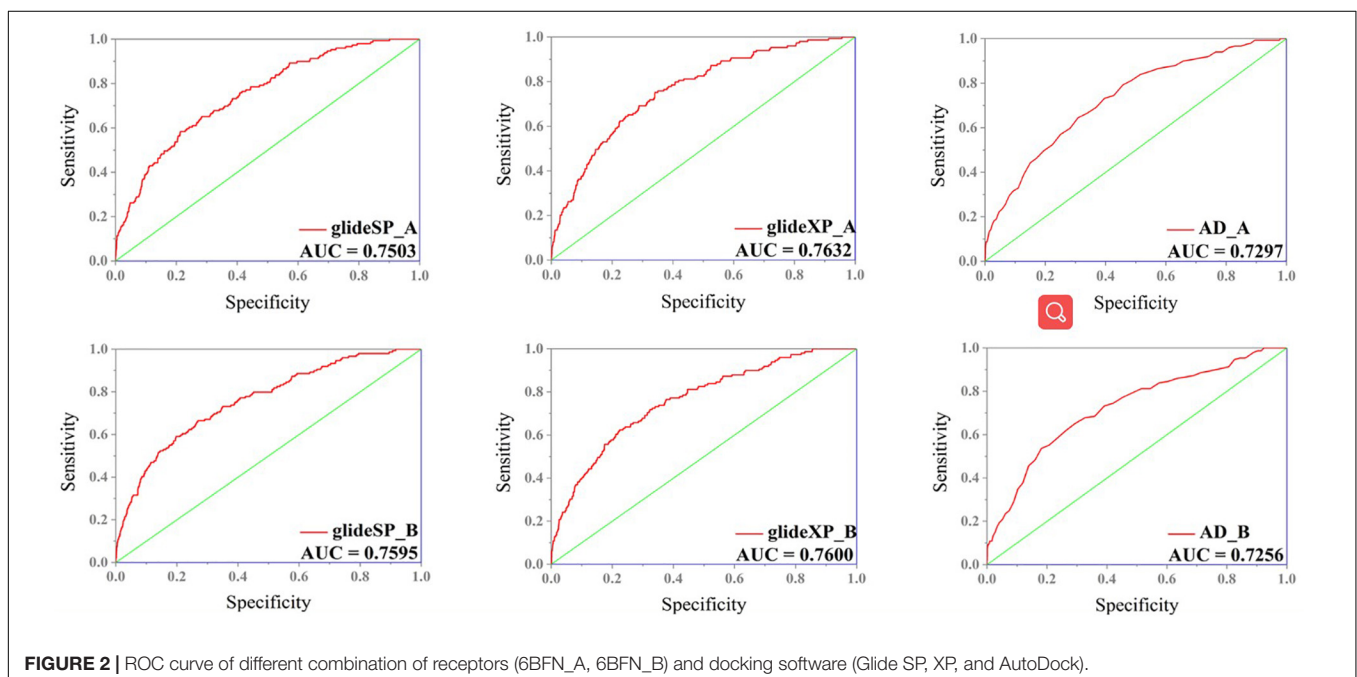 1.0
0.8
0.6
0.4
0.2
0.0
Sensitivity
glideSP_A
AUC = 0.7503
0.0 0.2 0.4 0.6 0.8 1.0
Specificity
1.0
0.8
0.6
0.4
0.2
0.0
Sensitivity
glideXP_A
AUC = 0.7632
0.0 0.2 0.4 0.6 0.8 1.0
Specificity
1.0
0.8
0.6
0.4
0.2
0.0
Sensitivity
AD_A
AUC = 0.7297
0.0 0.2 0.4 0.6 0.8 1.0
Specificity
1.0
0.8
0.6
0.4
0.2
0.0
Sensitivity
glideSP_B
AUC = 0.7595
0.0 0.2 0.4 0.6 0.8 1.0
Specificity
1.0
0.8
0.6
0.4
0.2
0.0
Sensitivity
glideXP_B
AUC = 0.7600
0.0 0.2 0.4 0.6 0.8 1.0
Specificity
1.0
0.8
0.6
0.4
0.2
0.0
Sensitivity
AD_B
AUC = 0.7256
0.0 0.2 0.4 0.6 0.8 1.0
Specificity
FIGURE 2 | ROC curve of different combination of receptors (6BFN_A, 6BFN_B) and docking software (Glide SP, XP, and AutoDock).